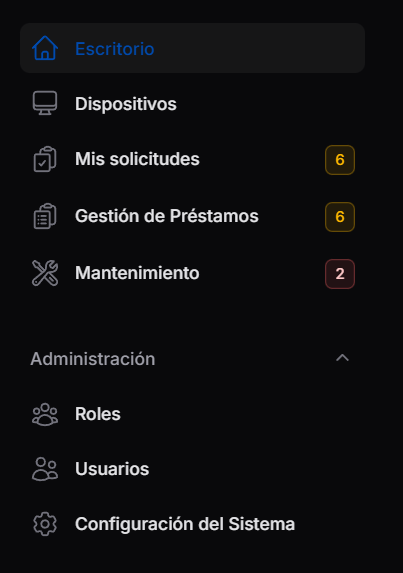 Escritorio
Dispositivos
Mis solicitudes 6
Gestión de Préstamos 6
Mantenimiento 2
Administración
Roles
Usuarios
Configuración del Sistema